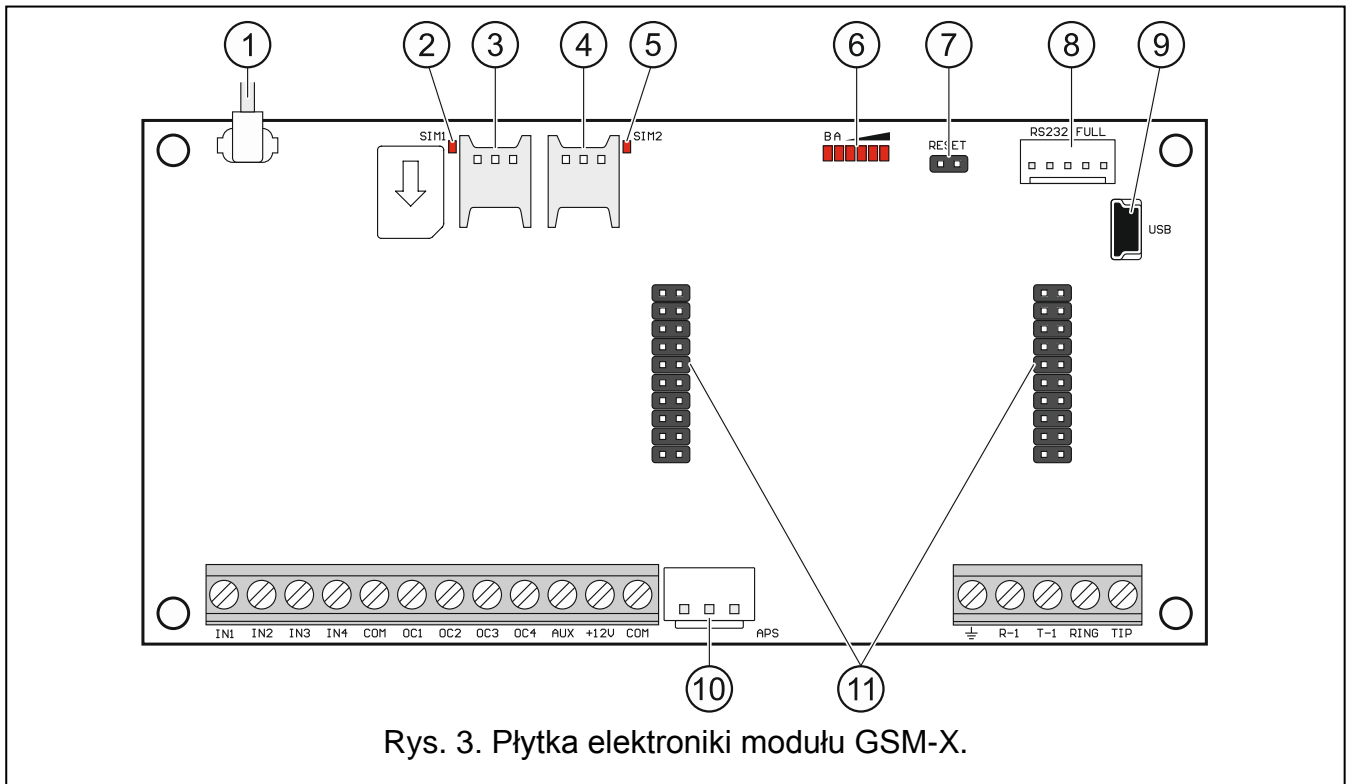 1 2 3 4 5 6 7 8 9
SIM1 SIM2 BA RESET RS232 FULL
USB
IN1 IN2 IN3 IN4 COM OC1 OC2 OC3 OC4 AUX +12V COM APS R-1 T-1 RING TIP
10 11
Rys. 3. Płytka elektroniki modułu GSM-X.